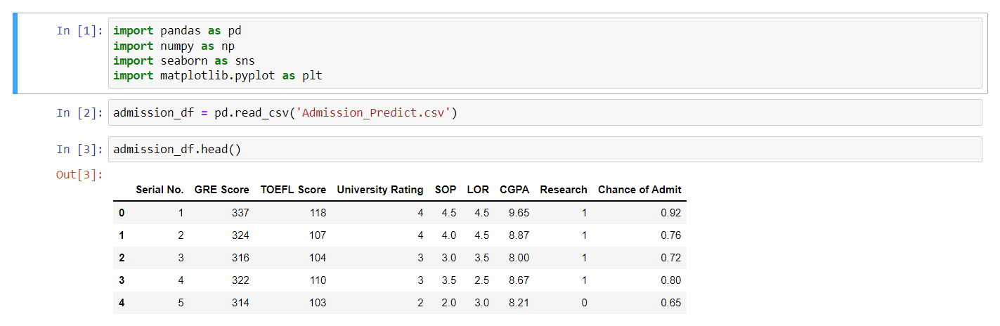 In [1]: import pandas as pd
import numpy as np
import seaborn as sns
import matplotlib.pyplot as plt
In [2]: admission_df = pd.read_csv('Admission_Predict.csv')
In [3]: admission_df.head()
Out[3]:
Serial No. GRE Score TOEFL Score University Rating SOP LOR CGPA Research Chance of Admit
0 1 337 118 4 4.5 4.5 9.65 1 0.92
1 2 324 107 4 4.0 4.5 8.87 1 0.76
2 3 316 104 3 3.0 3.5 8.00 1 0.72
3 4 322 110 3 3.5 2.5 8.67 1 0.80
4 5 314 103 2 2.0 3.0 8.21 0 0.65